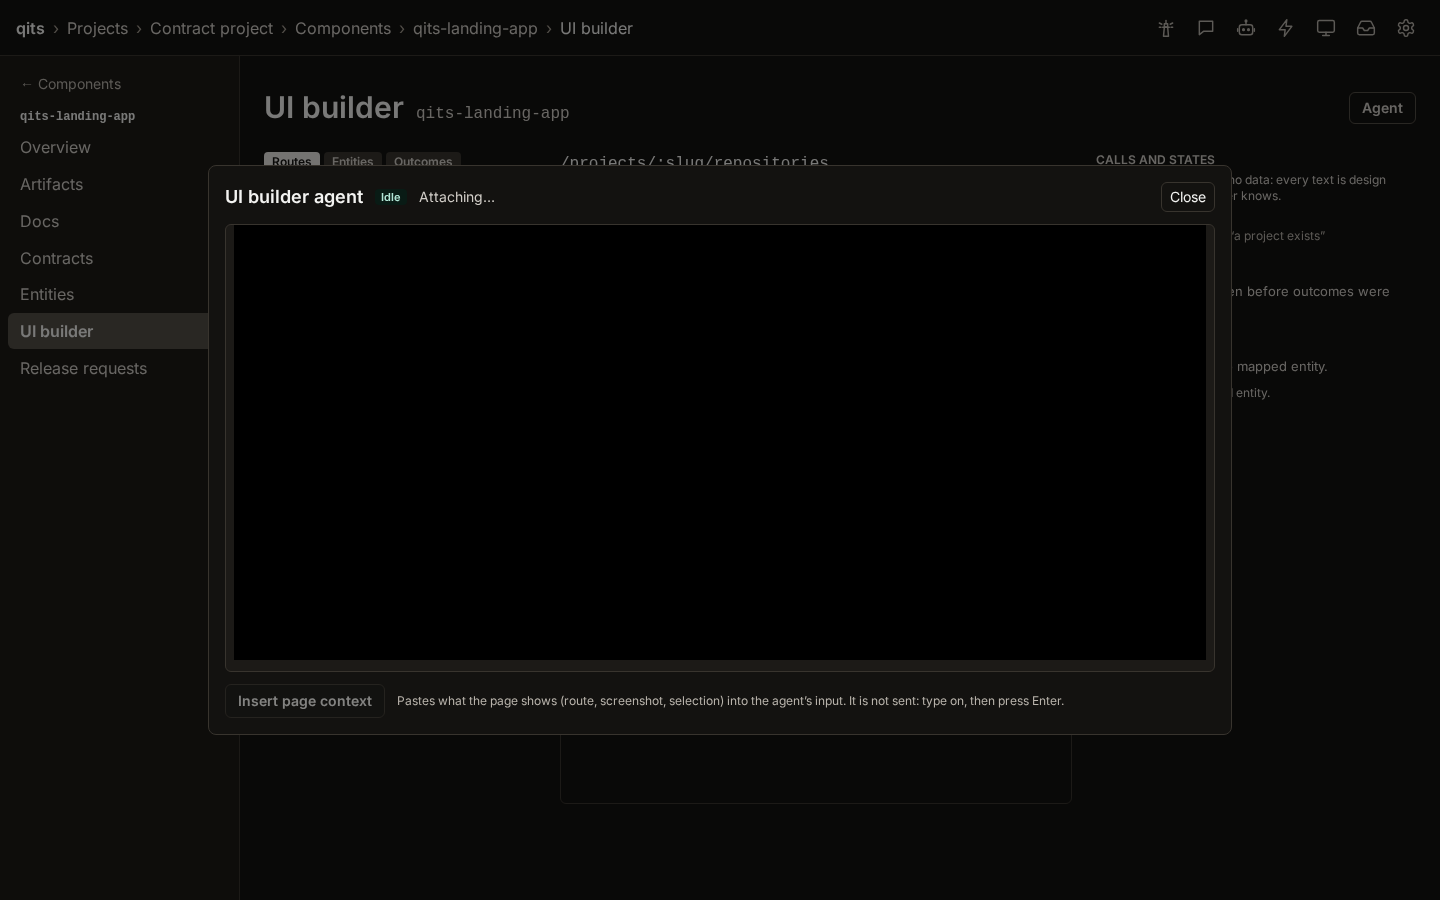 qits › Projects › Contract project › Components › qits-landing-app › UI builder
← Components
qits-landing-app
Overview
Artifacts
Docs
Contracts
Entities
UI builder
Release requests
UI builder qits-landing-app
Agent
Routes Entities Outcomes
/projects/:slug/repositories
CALLS AND STATES
no data: every text is design
knows.
"a project exists"
before outcomes were
mapped entity.
entity.
UI builder agent Idle Attaching...
Close
Insert page context Pastes what the page shows (route, screenshot, selection) into the agent's input. It is not sent: type on, then press Enter.